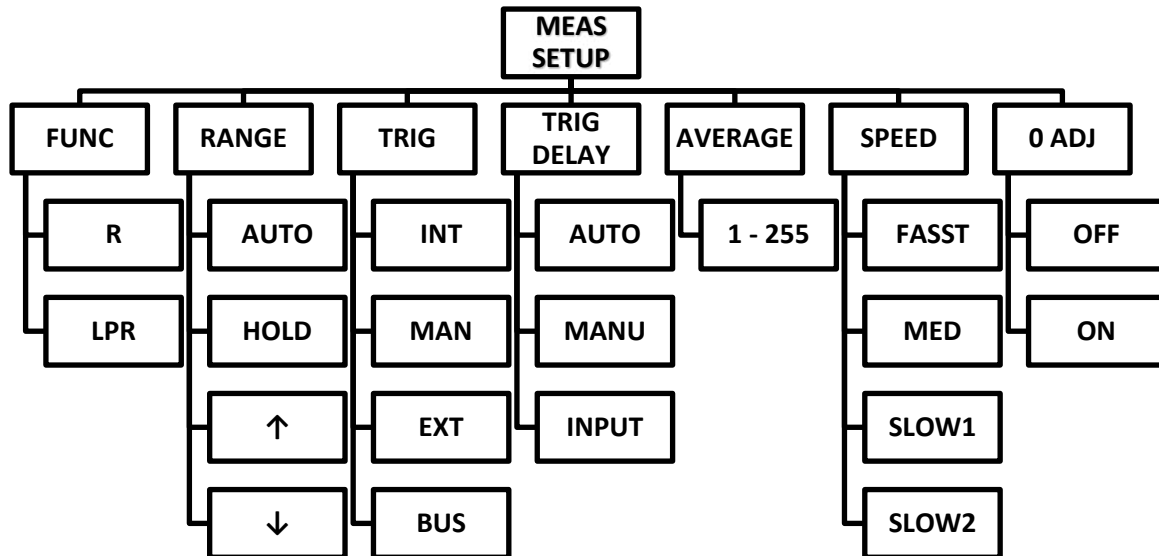 MEAS
SETUP
FUNC
RANGE
TRIG
TRIG
DELAY
AVERAGE
SPEED
0 ADJ
R
AUTO
INT
AUTO
1 - 255
FASST
OFF
LPR
HOLD
MAN
MANU
MED
ON
↑
EXT
INPUT
SLOW1
↓
BUS
SLOW2